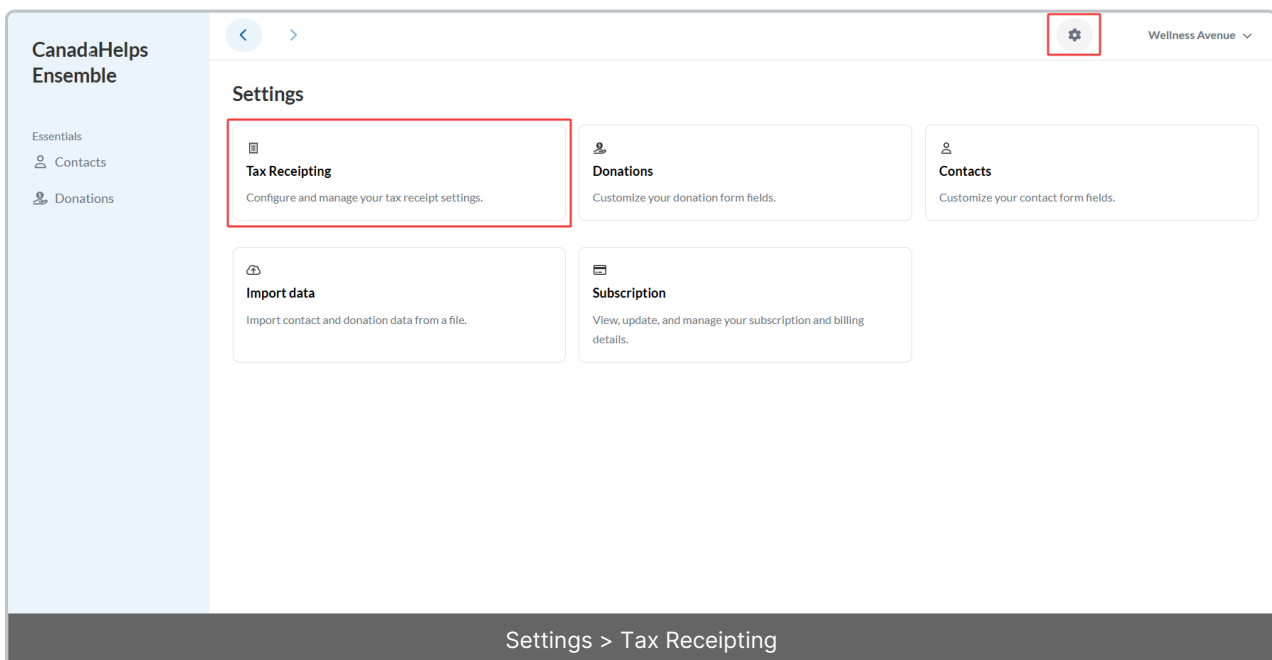 CanadaHelps
Ensemble
Wellness Avenue
Settings
Essentials
Contacts
Donations
Tax Receipting
Configure and manage your tax receipt settings.
Donations
Customize your donation form fields.
Contacts
Customize your contact form fields.
Import data
Import contact and donation data from a file.
Subscription
View, update, and manage your subscription and billing
details.
Settings > Tax Receipting